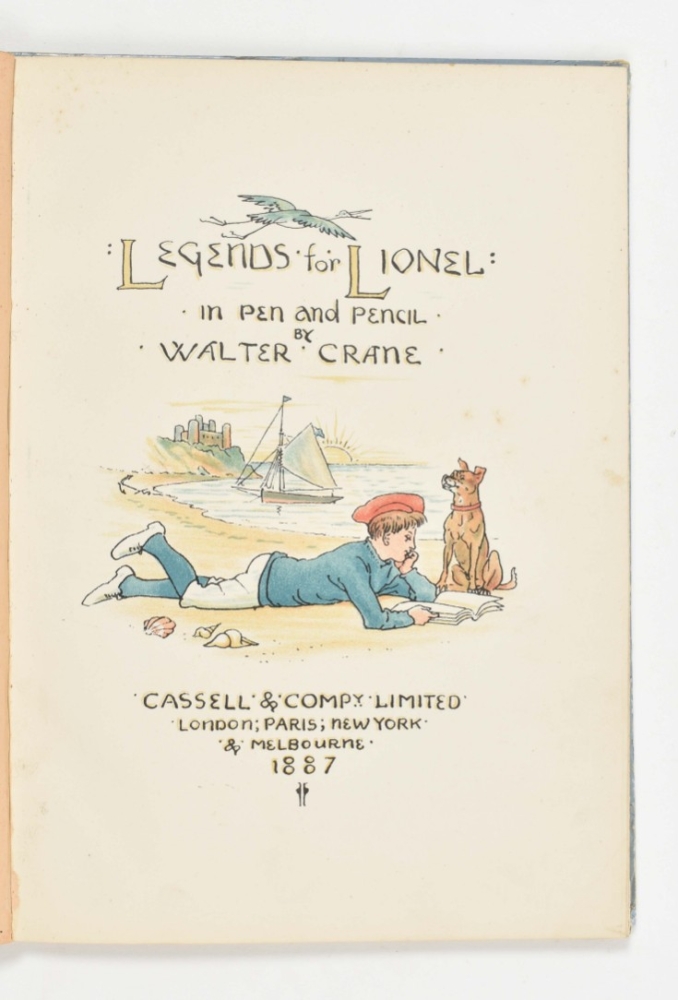 : LEGENDS · for · LIONEL :
· in PEN and PENCIL ·
BY
· WALTER · CRANE ·
· CASSELL · & · COMPY · LIMITED ·
· LONDON; PARIS; NEW YORK ·
· & MELBOURNE ·
1887